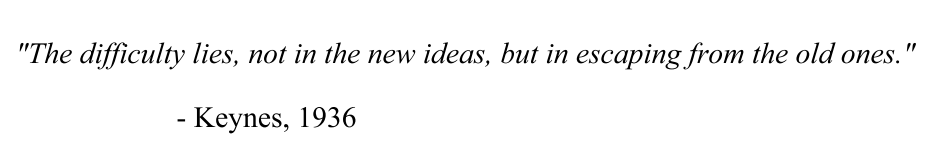 "The difficulty lies, not in the new ideas, but in escaping from the old ones."
- Keynes, 1936